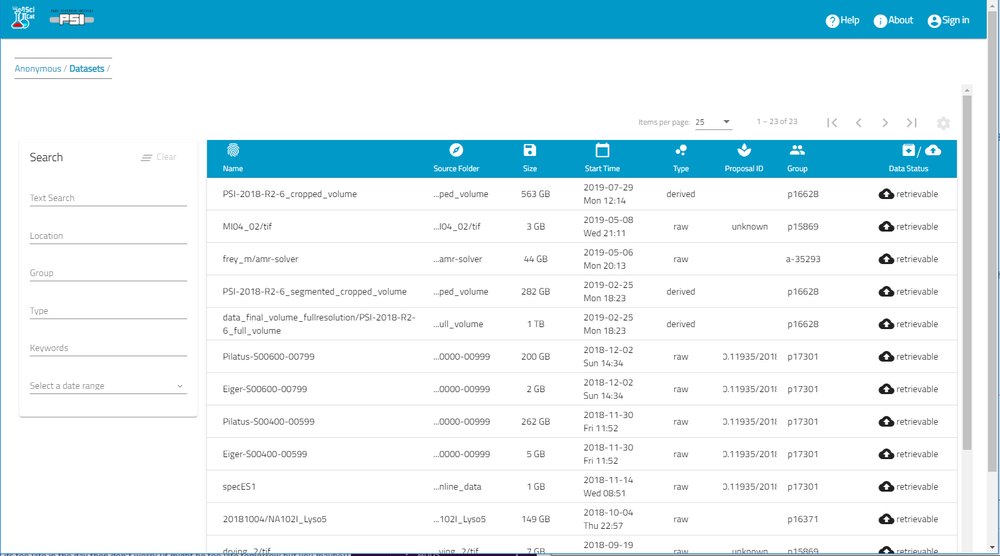 Sci
Cat
PAUL SCHERRER INSTITUT
PSI
Help
About
Sign in
Anonymous / Datasets /
Items per page: 25
1 – 23 of 23
Search
Clear
Text Search
Location
Group
Type
Keywords
Select a date range
Name Source Folder Size Start Time Type Proposal ID Group / Data Status
PSI-2018-R2-6_cropped_volume ...ped_volume 563 GB 2019-07-29 Mon 12:14 derived p16628 retrievable
MI04_02/tif ...I04_02/tif 3 GB 2019-05-08 Wed 21:11 raw unknown p15869 retrievable
frey_m/amr-solver ...amr-solver 44 GB 2019-05-06 Mon 20:13 raw a-35293 retrievable
PSI-2018-R2-6_segmented_cropped_volume ...ped_volume 282 GB 2019-02-25 Mon 18:23 derived p16628 retrievable
data_final_volume_fullresolution/PSI-2018-R2-
6_full_volume ...ull_volume 1 TB 2019-02-25 Mon 18:23 derived p16628 retrievable
Pilatus-S00600-00799 ...0000-00999 200 GB 2018-12-02 Sun 14:34 raw 0.11935/2018 p17301 retrievable
Eiger-S00600-00799 ...0000-00999 2 GB 2018-12-02 Sun 14:34 raw 0.11935/2018 p17301 retrievable
Pilatus-S00400-00599 ...0000-00999 262 GB 2018-11-30 Fri 11:52 raw 0.11935/2018 p17301 retrievable
Eiger-S00400-00599 ...0000-00999 5 GB 2018-11-30 Fri 11:52 raw 0.11935/2018 p17301 retrievable
specES1 ...nline_data 1 GB 2018-11-14 Wed 08:51 raw 0.11935/2018 p17301 retrievable
20181004/NA102I_Lyso5 ...102I_Lyso5 149 GB 2018-10-04 Thu 22:57 raw p16371 retrievable
drying_2/tif ...ying_2/tif 7 GB 2018-09-19 raw unknown p15869 retrievable